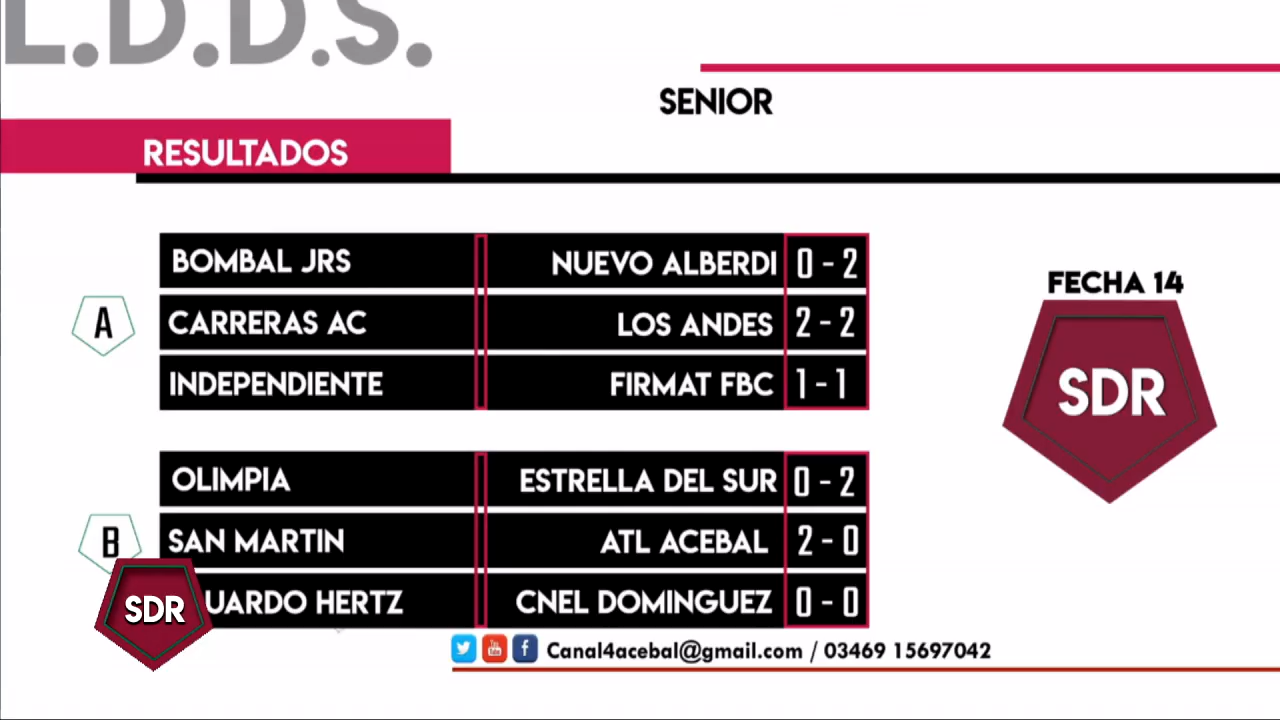 L.D.D.S.
SENIOR
RESULTADOS
A
BOMBAL JRS NUEVO ALBERDI 0 - 2
CARRERAS AC LOS ANDES 2 - 2
INDEPENDIENTE FIRMAT FBC 1 - 1
FECHA 14
SDR
B
OLIMPIA ESTRELLA DEL SUR 0 - 2
SAN MARTIN ATL ACEBAL 2 - 0
UARDO HERTZ CNEL DOMINGUEZ 0 - 0
SDR
You Tube f Canal4acebal@gmail.com / 03469 15697042